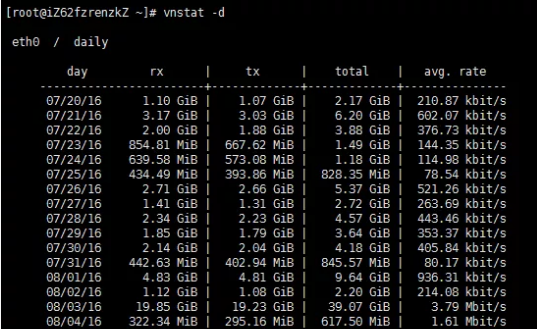 [root@iZ62fzrenzkZ ~]# vnstat -d
eth0 / daily
day rx | tx | total | avg. rate
------------------------+-------------+-------------+---------------
07/20/16 1.10 GiB | 1.07 GiB | 2.17 GiB | 210.87 kbit/s
07/21/16 3.17 GiB | 3.03 GiB | 6.20 GiB | 602.07 kbit/s
07/22/16 2.00 GiB | 1.88 GiB | 3.88 GiB | 376.73 kbit/s
07/23/16 854.81 MiB | 667.62 MiB | 1.49 GiB | 144.35 kbit/s
07/24/16 639.58 MiB | 573.08 MiB | 1.18 GiB | 114.98 kbit/s
07/25/16 434.49 MiB | 393.86 MiB | 828.35 MiB | 78.54 kbit/s
07/26/16 2.71 GiB | 2.66 GiB | 5.37 GiB | 521.26 kbit/s
07/27/16 1.41 GiB | 1.31 GiB | 2.72 GiB | 263.69 kbit/s
07/28/16 2.34 GiB | 2.23 GiB | 4.57 GiB | 443.46 kbit/s
07/29/16 1.85 GiB | 1.79 GiB | 3.64 GiB | 353.37 kbit/s
07/30/16 2.14 GiB | 2.04 GiB | 4.18 GiB | 405.84 kbit/s
07/31/16 442.63 MiB | 402.94 MiB | 845.57 MiB | 80.17 kbit/s
08/01/16 4.83 GiB | 4.81 GiB | 9.64 GiB | 936.31 kbit/s
08/02/16 1.12 GiB | 1.08 GiB | 2.20 GiB | 214.08 kbit/s
08/03/16 19.85 GiB | 19.23 GiB | 39.07 GiB | 3.79 Mbit/s
08/04/16 322.34 MiB | 295.16 MiB | 617.50 MiB | 1.61 Mbit/s